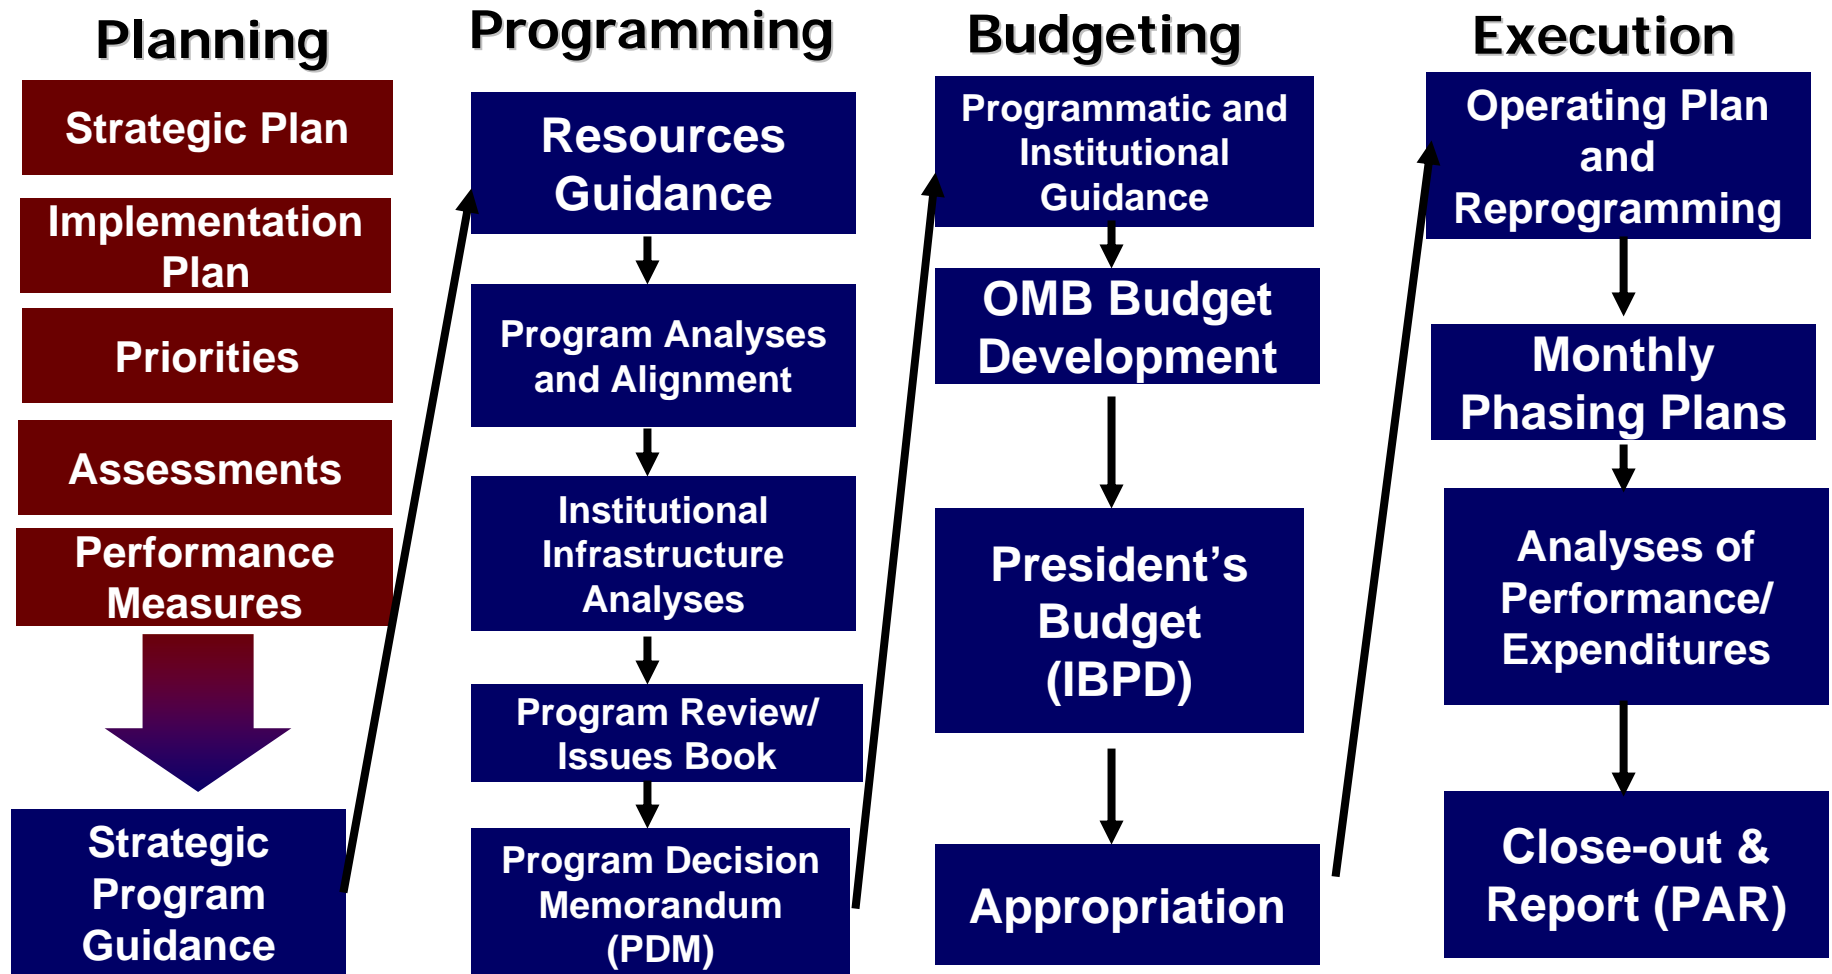 Planning
Strategic Plan
Implementation
Plan
Priorities
Assessments
Performance
Measures
Strategic
Program
Guidance
Programming
Resources
Guidance
Program Analyses
and Alignment
Institutional
Infrastructure
Analyses
Program Review/
Issues Book
Program Decision
Memorandum
(PDM)
Budgeting
Programmatic and
Institutional
Guidance
OMB Budget
Development
President’s
Budget
(IBPD)
Appropriation
Execution
Operating Plan
and
Reprogramming
Monthly
Phasing Plans
Analyses of
Performance/
Expenditures
Close-out &
Report (PAR)